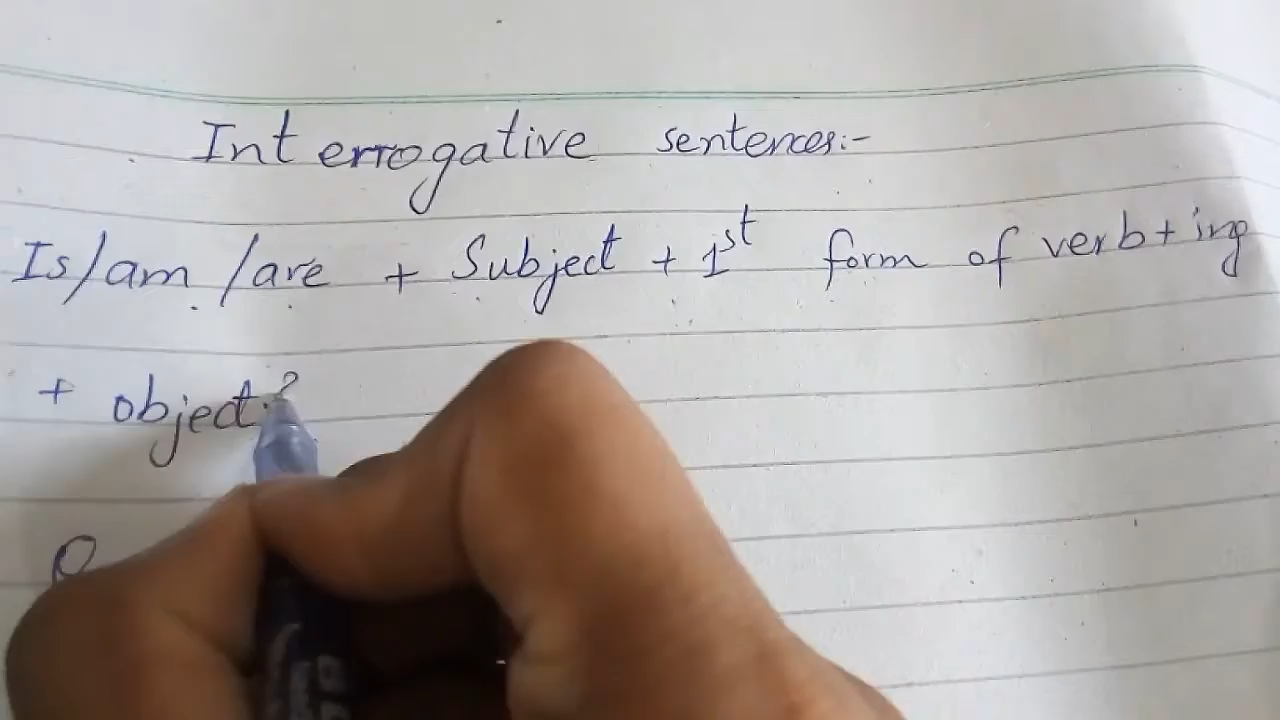 Interrogative sentences:-
Is/am/are + Subject + 1st form of verb + ing
+ object?